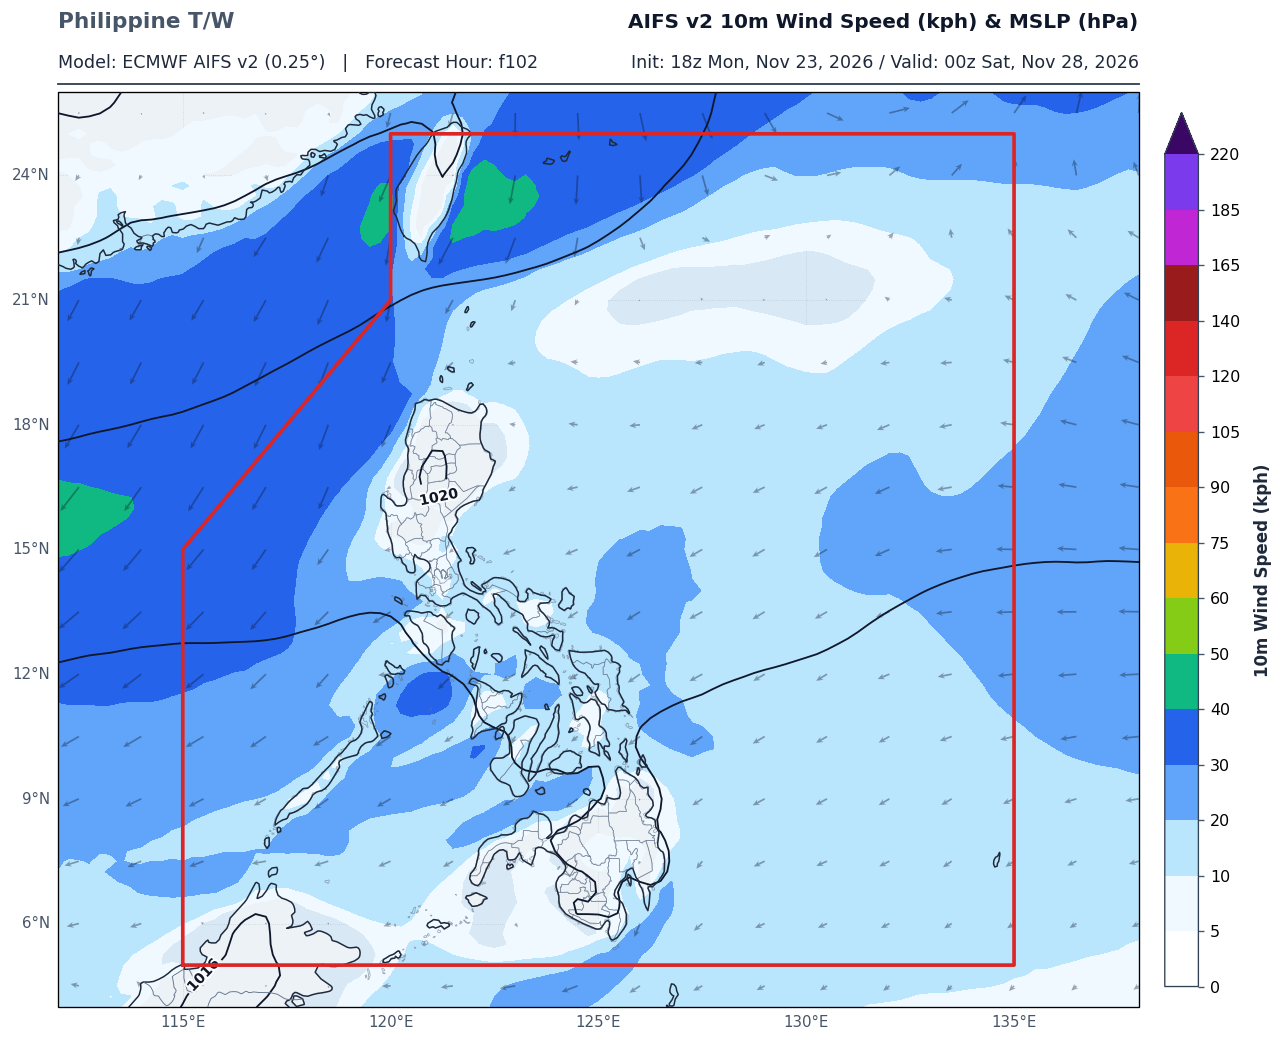 Philippine T/W
AIFS v2 10m Wind Speed (kph) & MSLP (hPa)
Model: ECMWF AIFS v2 (0.25°)   |   Forecast Hour: f102
Init: 18z Mon, Nov 23, 2026 / Valid: 00z Sat, Nov 28, 2026
24°N
21°N
18°N
15°N
12°N
9°N
6°N
1020
1016
115°E
120°E
125°E
130°E
135°E
220
185
165
140
120
105
90
75
60
50
40
30
20
10
5
0
10m Wind Speed (kph)